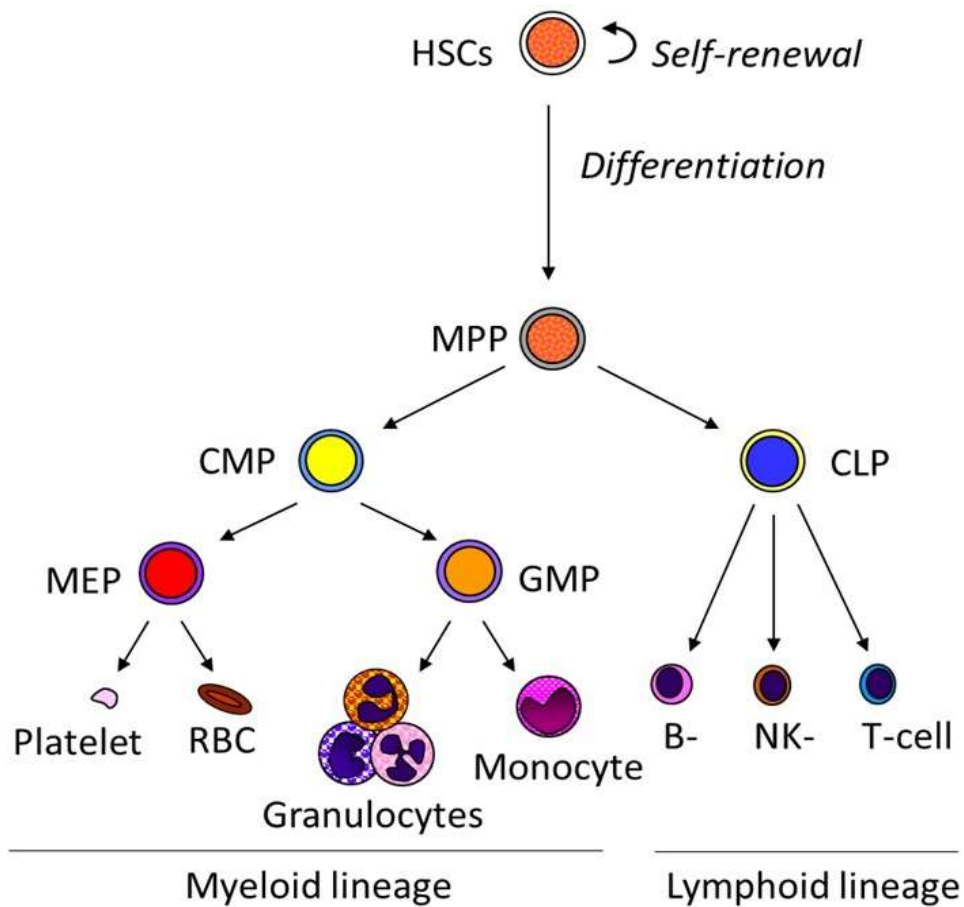 HSCs
Self-renewal
Differentiation
MPP
CMP
CLP
MEP
GMP
Platelet
RBC
Granulocytes
Monocyte
B-
NK-
T-cell
Myeloid lineage
Lymphoid lineage